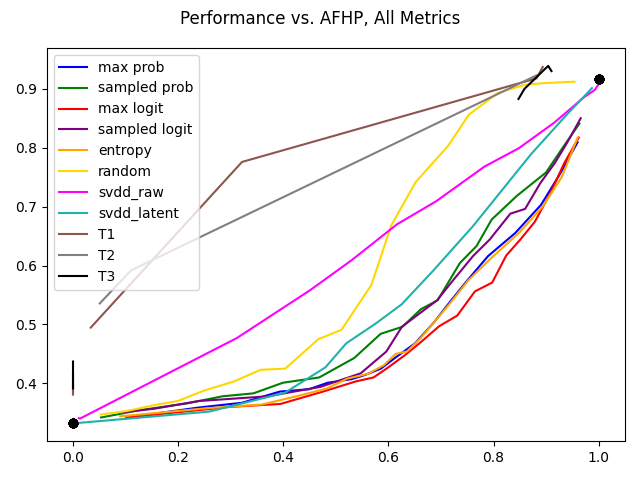 Performance vs. AFHP, All Metrics
max prob
sampled prob
max logit
sampled logit
entropy
random
svdd_raw
svdd_latent
T1
T2
T3
0.9
0.8
0.7
0.6
0.5
0.4
0.0 0.2 0.4 0.6 0.8 1.0